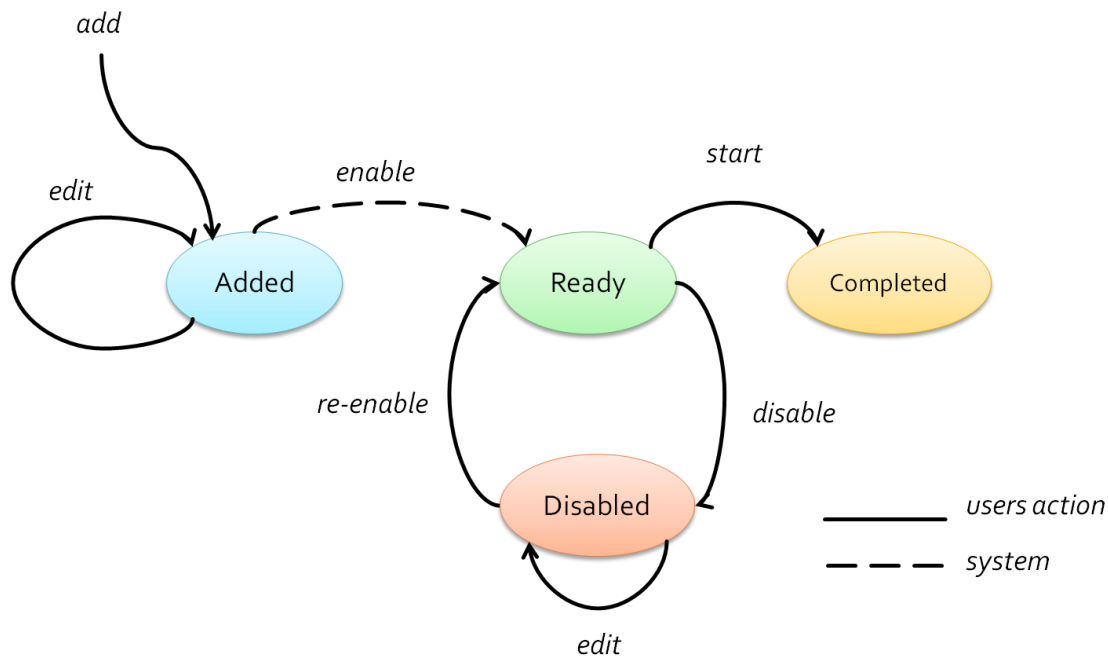 add
enable
start
edit
Added
Ready
Completed
re-enable
disable
Disabled
users action
system
edit